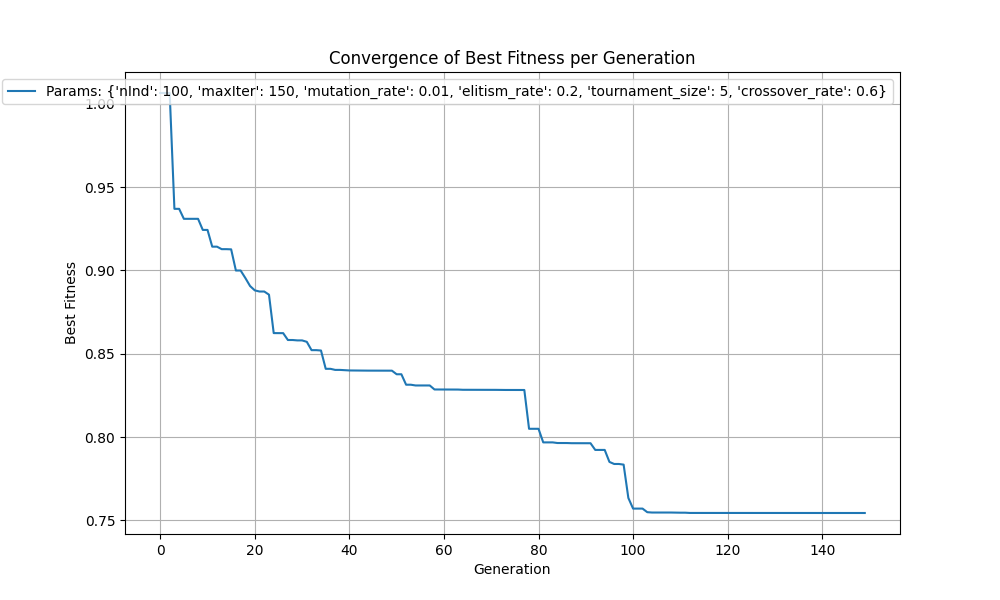 Convergence of Best Fitness per Generation
Params: {'nInd': 100, 'maxIter': 150, 'mutation_rate': 0.01, 'elitism_rate': 0.2, 'tournament_size': 5, 'crossover_rate': 0.6}
1.00
0.95
0.90
0.85
0.80
0.75
Best Fitness
0 20 40 60 80 100 120 140
Generation